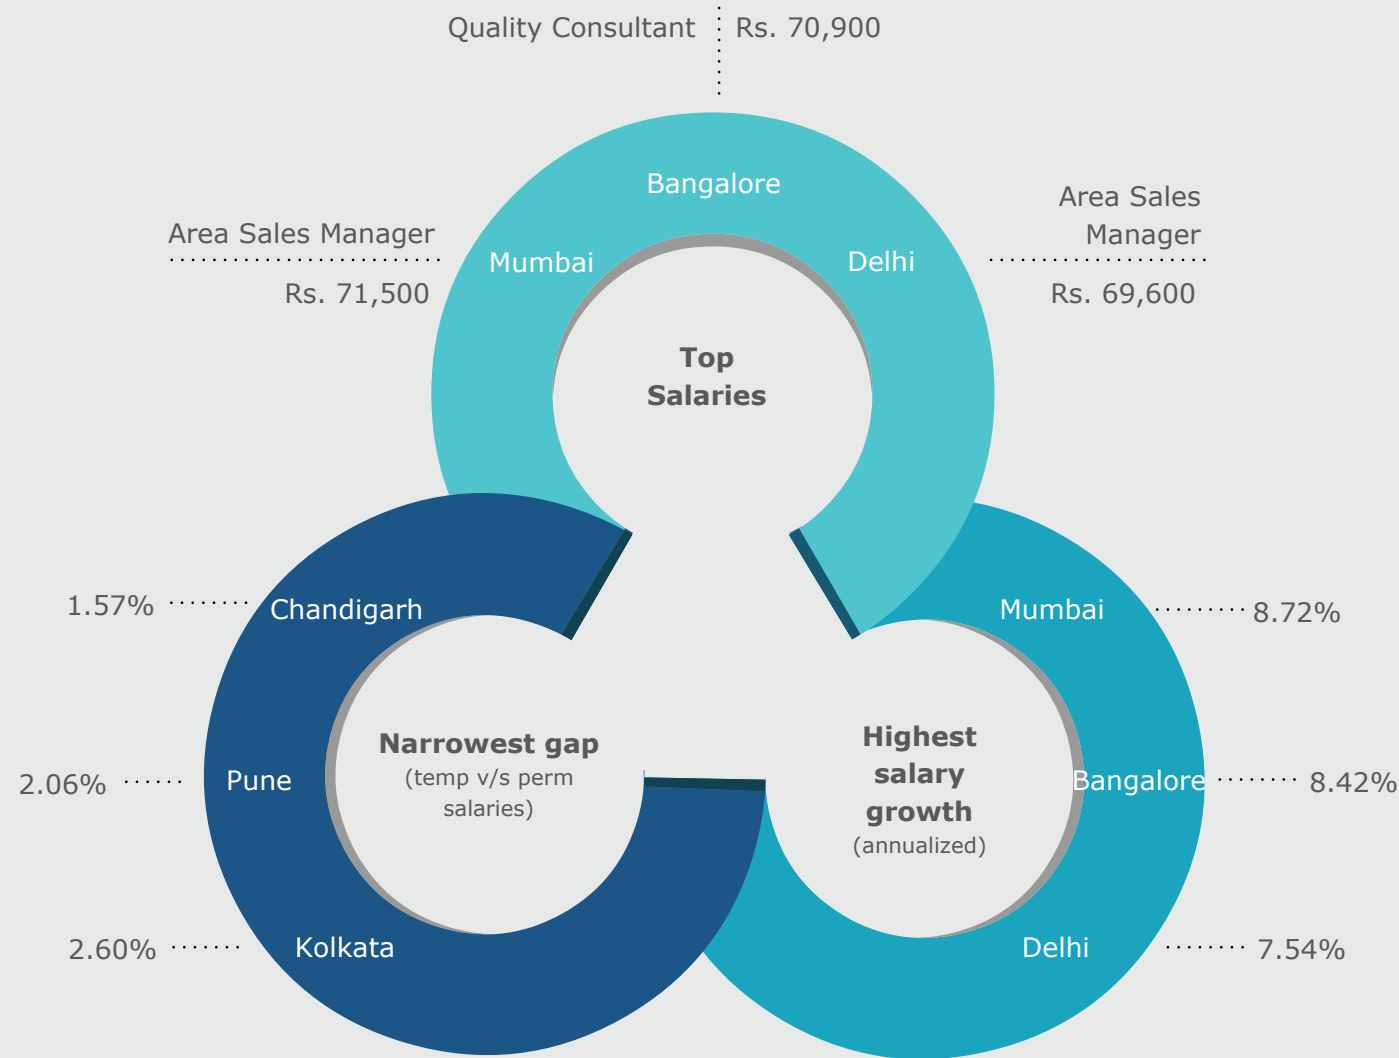 Quality Consultant
Rs. 70,900
Bangalore
Area Sales Manager
Rs. 71,500
Mumbai
Delhi
Area Sales
Manager
Rs. 69,600
Top
Salaries
1.57%
Chandigarh
2.06%
Pune
2.60%
Kolkata
Narrowest gap
(temp v/s perm
salaries)
Highest
salary
growth
(annualized)
Mumbai
8.72%
Bangalore
8.42%
Delhi
7.54%